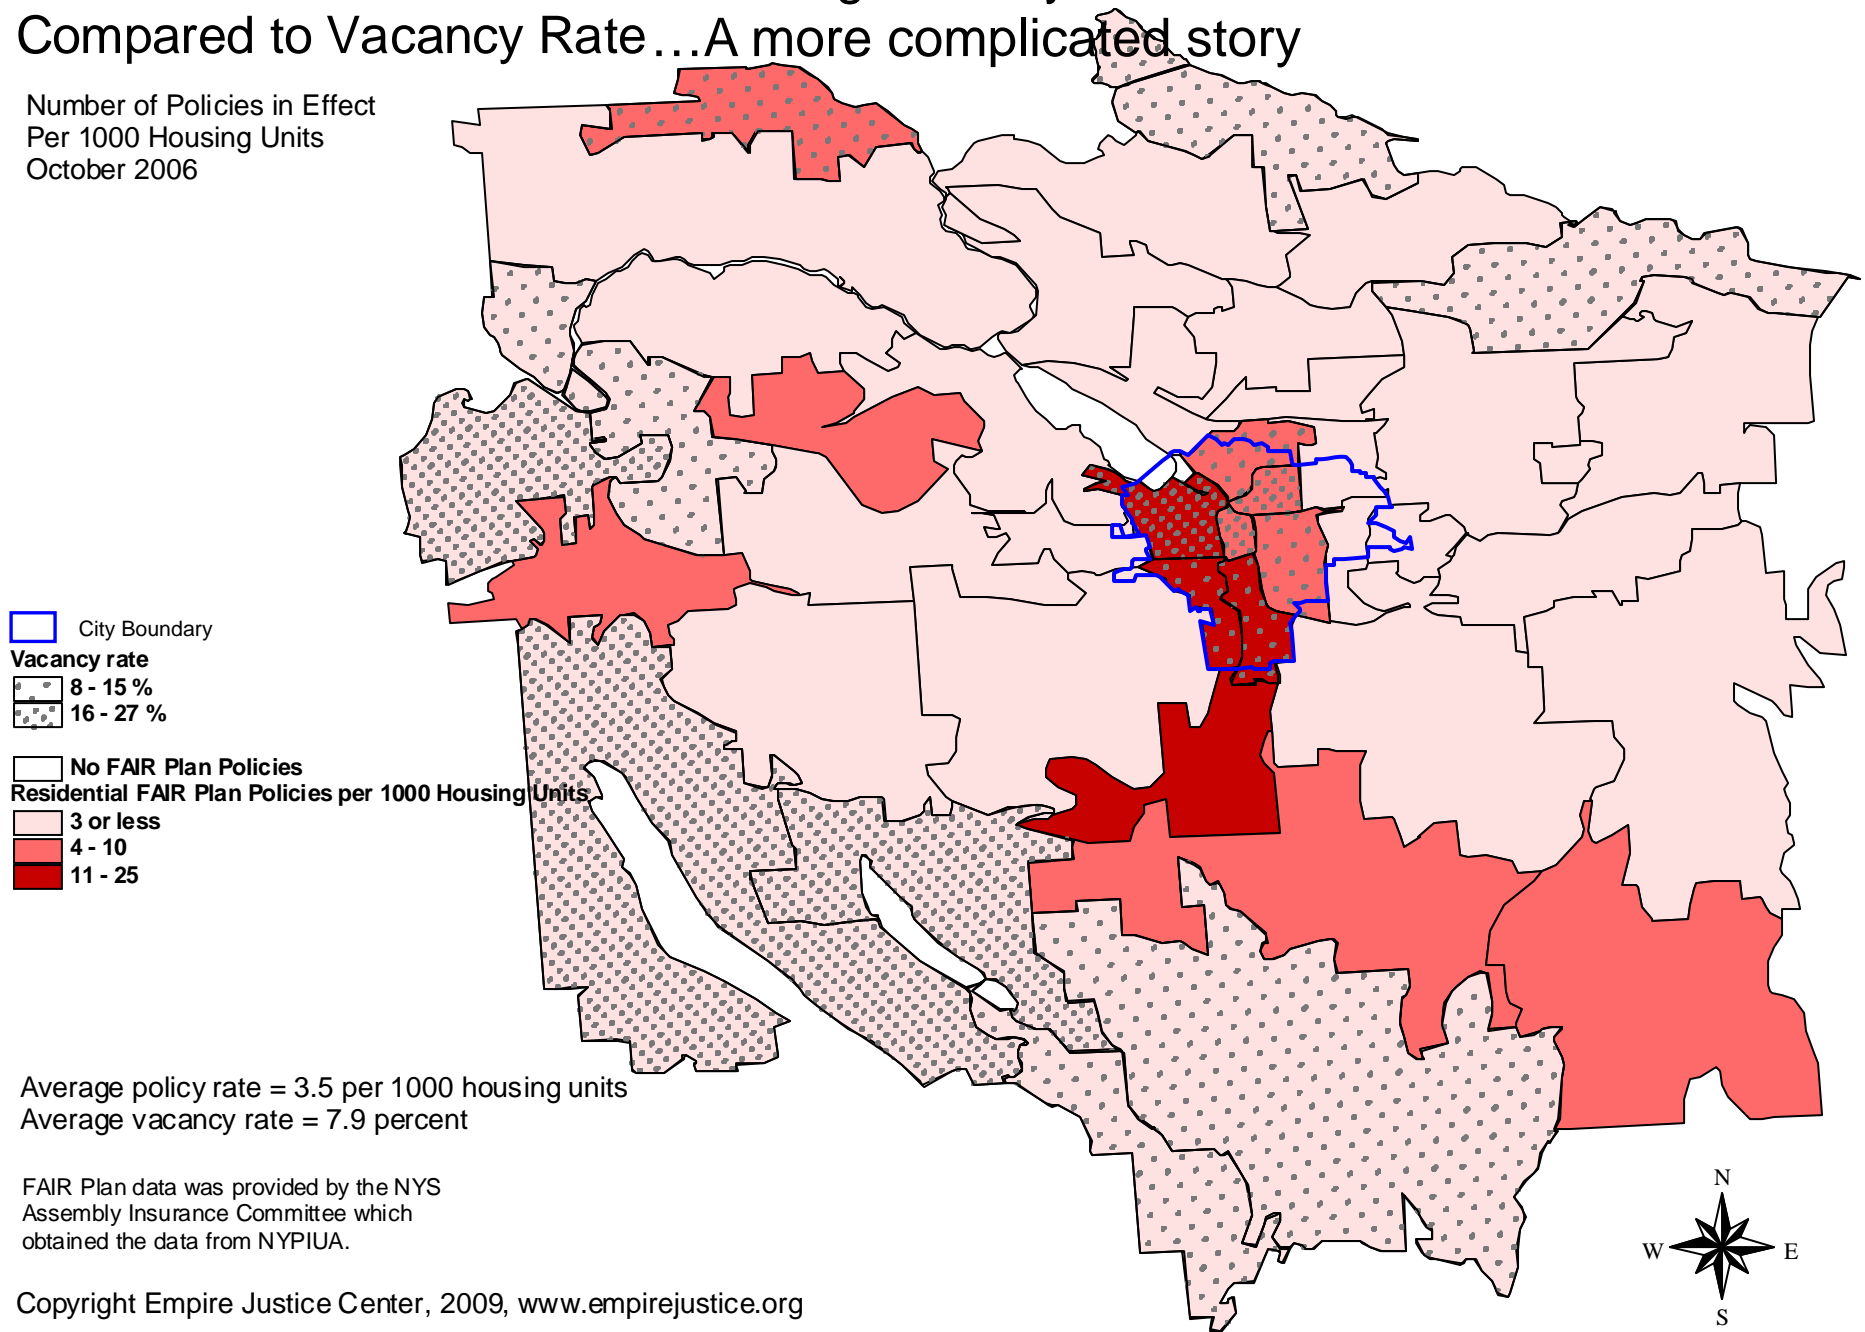 Compared to Vacancy Rate…A more complicated story
Number of Policies in Effect
Per 1000 Housing Units
October 2006
City Boundary
Vacancy rate
8 - 15 %
16 - 27 %
No FAIR Plan Policies
Residential FAIR Plan Policies per 1000 Housing Units
3 or less
4 - 10
11 - 25
Average policy rate = 3.5 per 1000 housing units
Average vacancy rate = 7.9 percent
FAIR Plan data was provided by the NYS
Assembly Insurance Committee which
obtained the data from NYPIUA.
Copyright Empire Justice Center, 2009, www.empirejustice.org
N
W
E
S